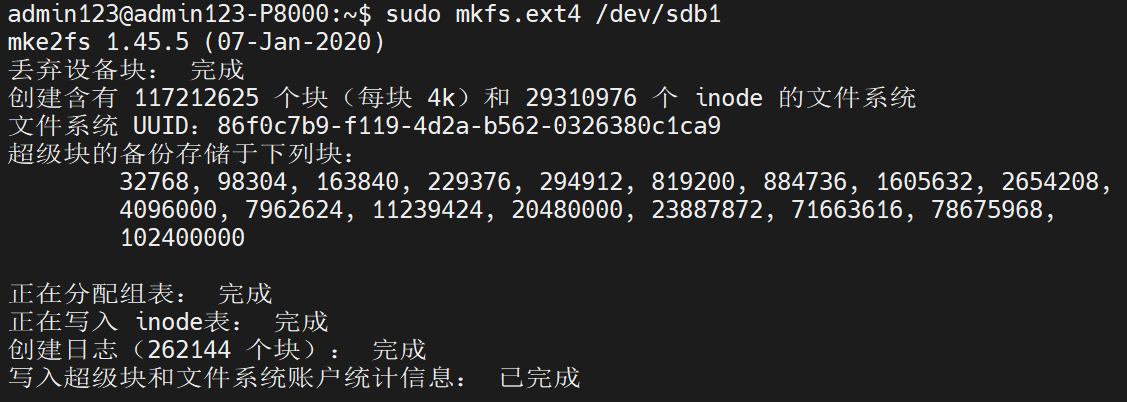 admin123@admin123-P8000:~$ sudo mkfs.ext4 /dev/sdb1
mke2fs 1.45.5 (07-Jan-2020)
丢弃设备块： 完成
创建含有 117212625 个块（每块 4k）和 29310976 个 inode 的文件系统
文件系统 UUID：86f0c7b9-f119-4d2a-b562-0326380c1ca9
超级块的备份存储于下列块：
32768, 98304, 163840, 229376, 294912, 819200, 884736, 1605632, 2654208,
4096000, 7962624, 11239424, 20480000, 23887872, 71663616, 78675968,
102400000
正在分配组表： 完成
正在写入 inode表： 完成
创建日志（262144 个块）： 完成
写入超级块和文件系统账户统计信息： 已完成